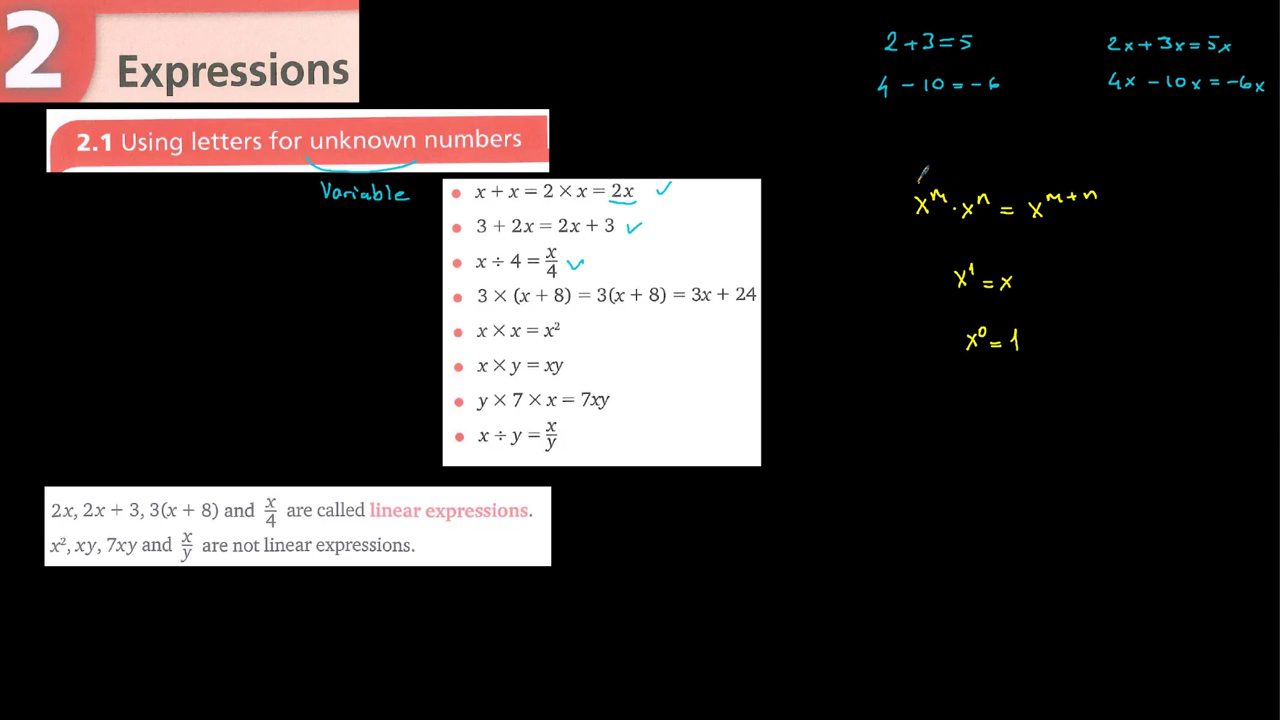 2 Expressions
2.1 Using letters for unknown numbers
Variable
• x + x = 2 × x = 2x ✓
• 3 + 2x = 2x + 3 ✓
• x ÷ 4 = x/4 ✓
• 3 × (x + 8) = 3(x + 8) = 3x + 24
• x × x = x²
• x × y = xy
• y × 7 × x = 7xy
• x ÷ y = x/y
2x, 2x + 3, 3(x + 8) and x/4 are called linear expressions.
x², xy, 7xy and x/y are not linear expressions.
2 + 3 = 5
4 - 10 = -6
2x + 3x = 5x
4x - 10x = -6x
xᵐ · xⁿ = xᵐ⁺ⁿ
x¹ = x
x⁰ = 1